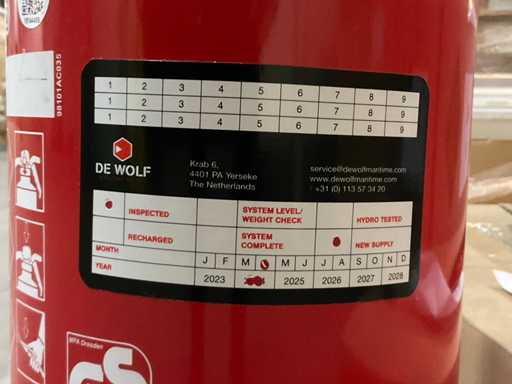 98101AC035
1 2 3 4 5 6 7 8 9
1 2 3 4 5 6 7 8 9
1 2 3 4 5 6 7 8 9
DE WOLF
Krab 6,
4401 PA Yerseke
The Netherlands
service@dewolfmaritime.com
www.dewolfmaritime.com
+31 (0) 113 57 34 20
INSPECTED
SYSTEM LEVEL/
WEIGHT CHECK
HYDRO TESTED
RECHARGED
SYSTEM
COMPLETE
NEW SUPPLY
MONTH
J F M M J J A S O N D
YEAR
2023 2025 2026 2027 2028
MPA Dresden
GS